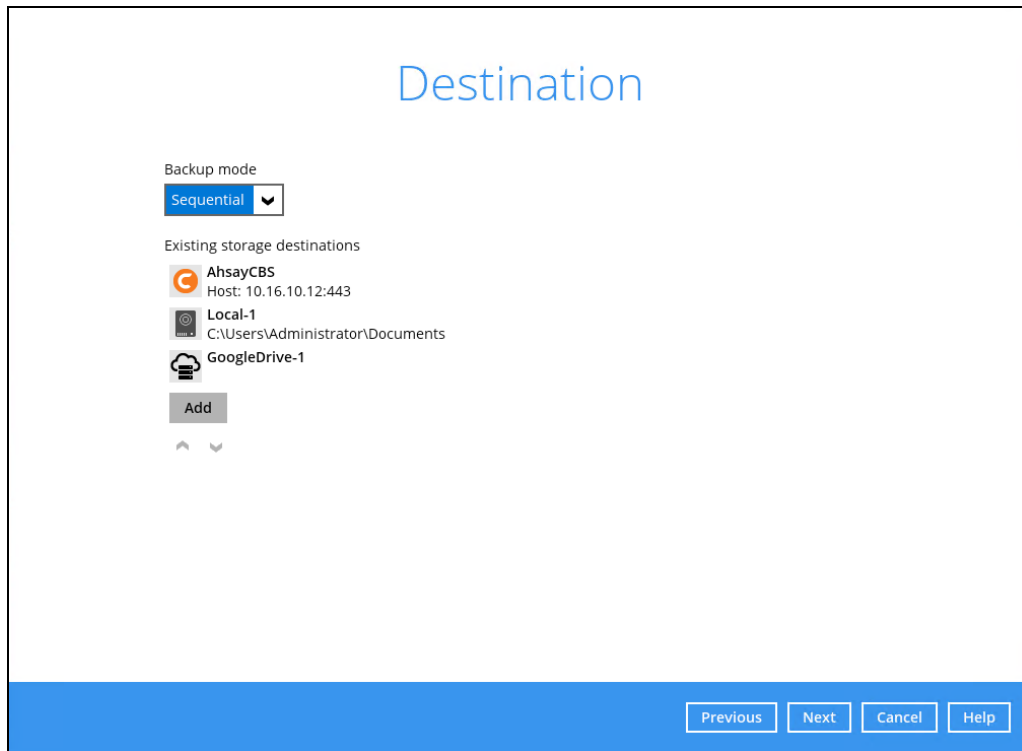 Destination
Backup mode
Sequential
Existing storage destinations
AhsayCBS
Host: 10.16.10.12:443
Local-1
C:\Users\Administrator\Documents
GoogleDrive-1
Add
Previous Next Cancel Help